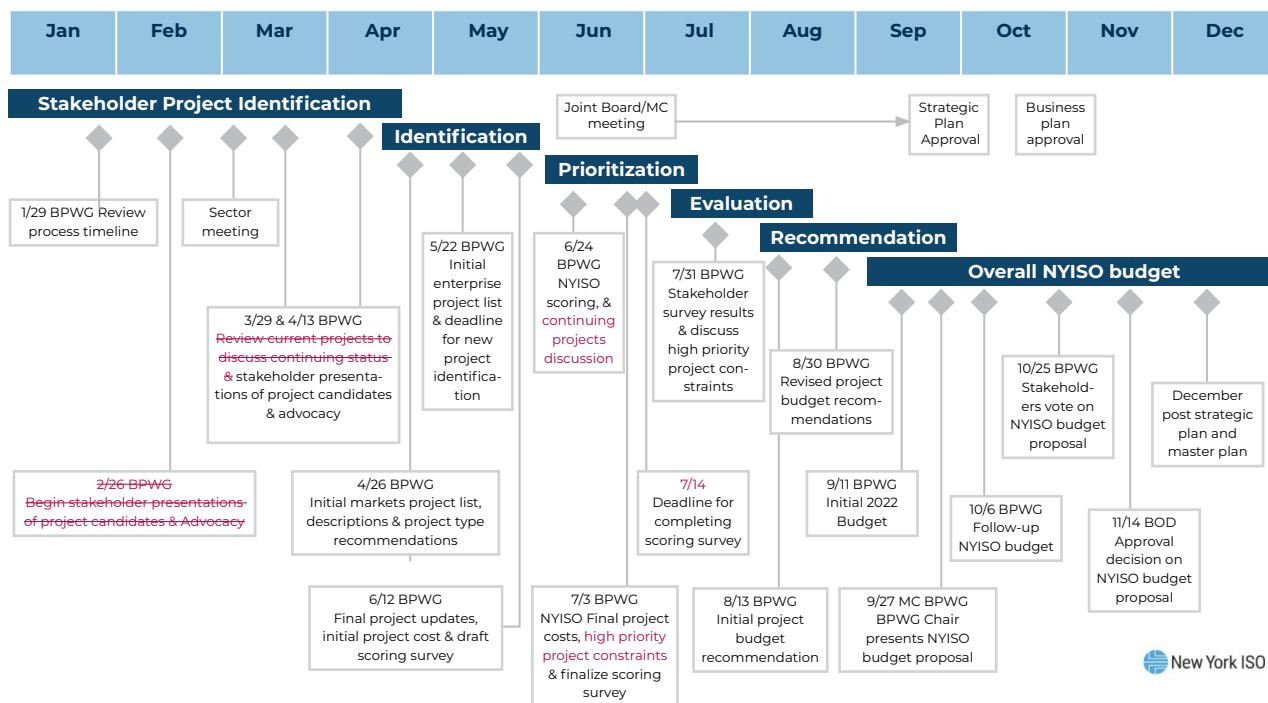 Jan Feb Mar Apr May Jun Jul Aug Sep Oct Nov Dec
Stakeholder Project Identification
Joint Board/MC
meeting
Strategic
Plan
Approval
Business
plan
approval
Identification
Prioritization
Evaluation
Recommendation
Overall NYISO budget
1/29 BPWG Review
process timeline
Sector
meeting
5/22 BPWG
Initial
enterprise
project list
& deadline
for new
project
identifica-
tion
6/24
BPWG
NYISO
scoring, &
continuing
projects
discussion
7/31 BPWG
Stakeholder
survey results
& discuss
high priority
project con-
straints
3/29 & 4/13 BPWG
Review current projects to
discuss continuing status
& stakeholder presenta-
tions of project candidates
& advocacy
8/30 BPWG
Revised project
budget recom-
mendations
10/25 BPWG
Stakehold-
ers vote on
NYISO budget
proposal
December
post strategic
plan and
master plan
2/26 BPWG
Begin stakeholder presentations
of project candidates & Advocacy
4/26 BPWG
Initial markets project list,
descriptions & project type
recommendations
7/14
Deadline for
completing
scoring survey
9/11 BPWG
Initial 2022
Budget
10/6 BPWG
Follow-up
NYISO budget
11/14 BOD
Approval
decision on
NYISO budget
proposal
6/12 BPWG
Final project updates,
initial project cost & draft
scoring survey
7/3 BPWG
NYISO Final project
costs, high priority
project constraints
& finalize scoring
survey
8/13 BPWG
Initial project
budget
recommendation
9/27 MC BPWG
BPWG Chair
presents NYISO
budget proposal
New York ISO